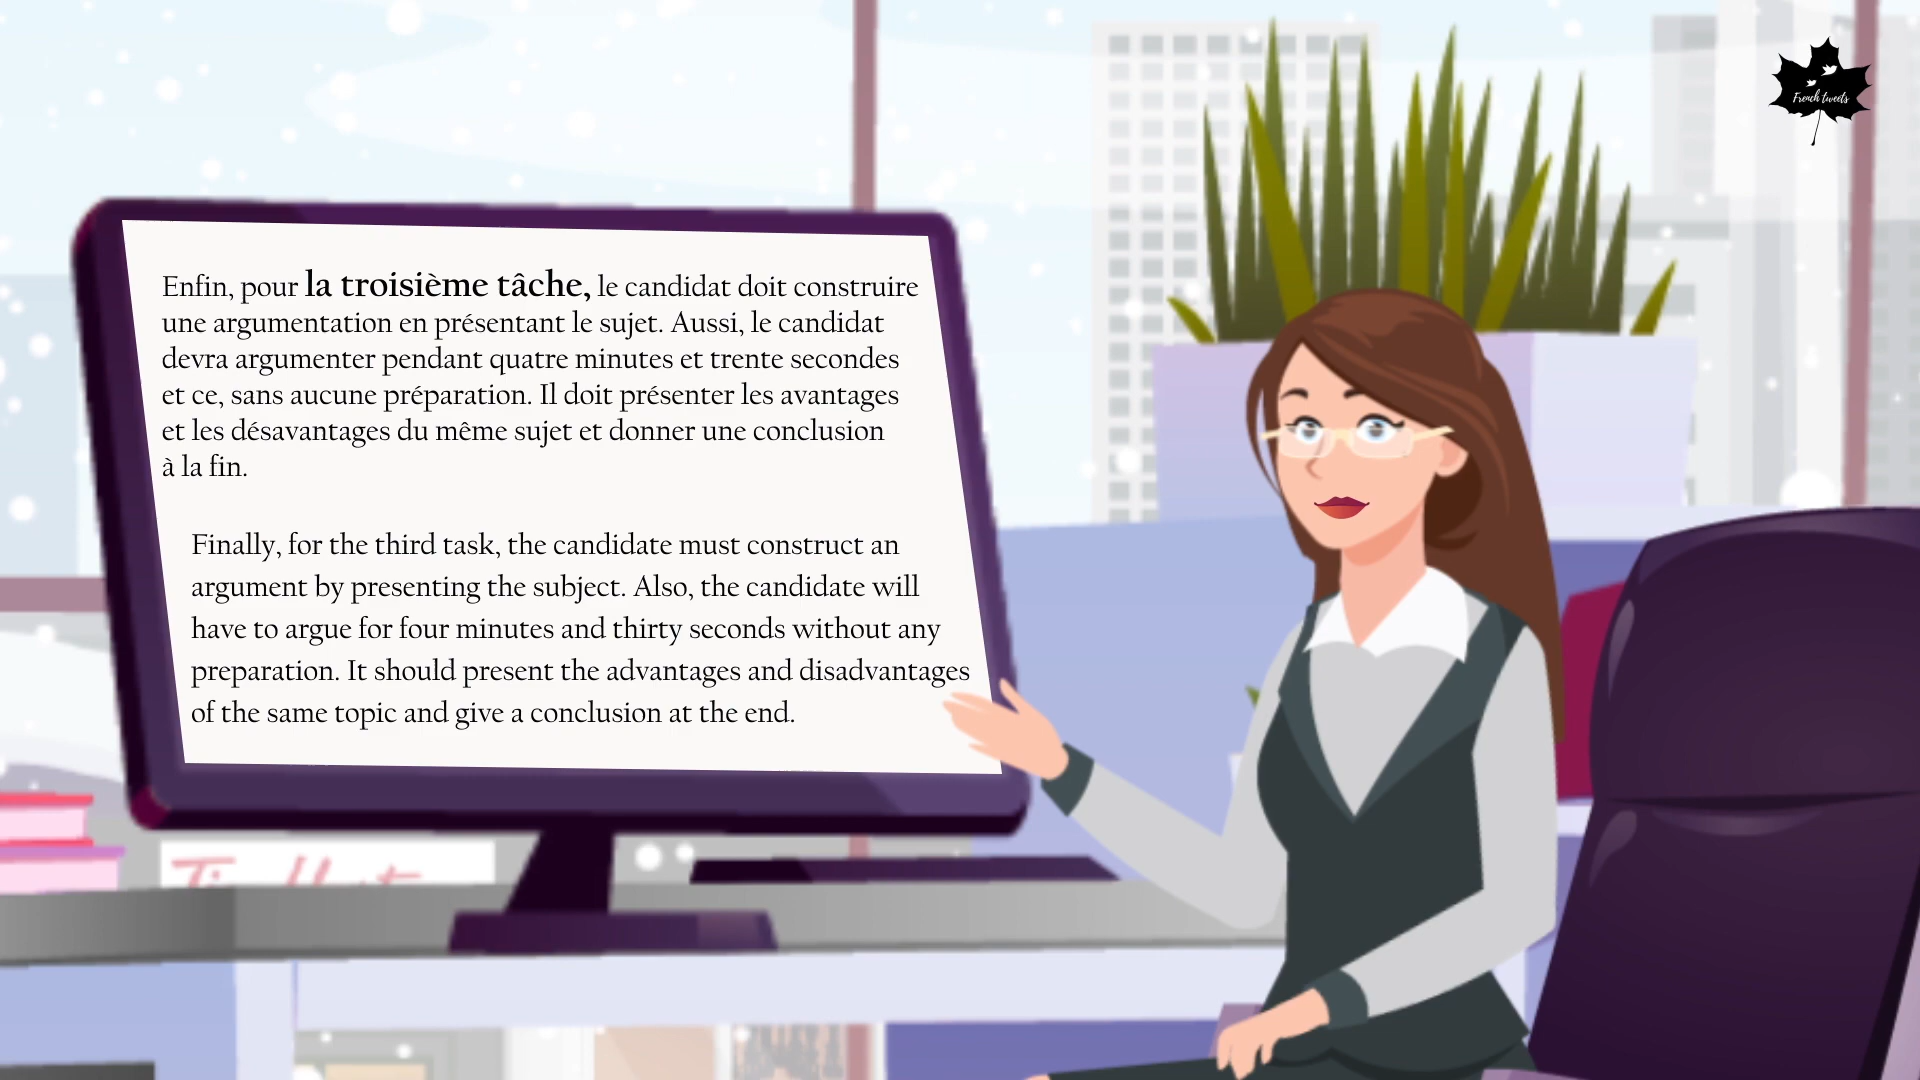 French tweets
Enfin, pour la troisième tâche, le candidat doit construire
une argumentation en présentant le sujet. Aussi, le candidat
devra argumenter pendant quatre minutes et trente secondes
et ce, sans aucune préparation. Il doit présenter les avantages
et les désavantages du même sujet et donner une conclusion
à la fin.
Finally, for the third task, the candidate must construct an
argument by presenting the subject. Also, the candidate will
have to argue for four minutes and thirty seconds without any
preparation. It should present the advantages and disadvantages
of the same topic and give a conclusion at the end.